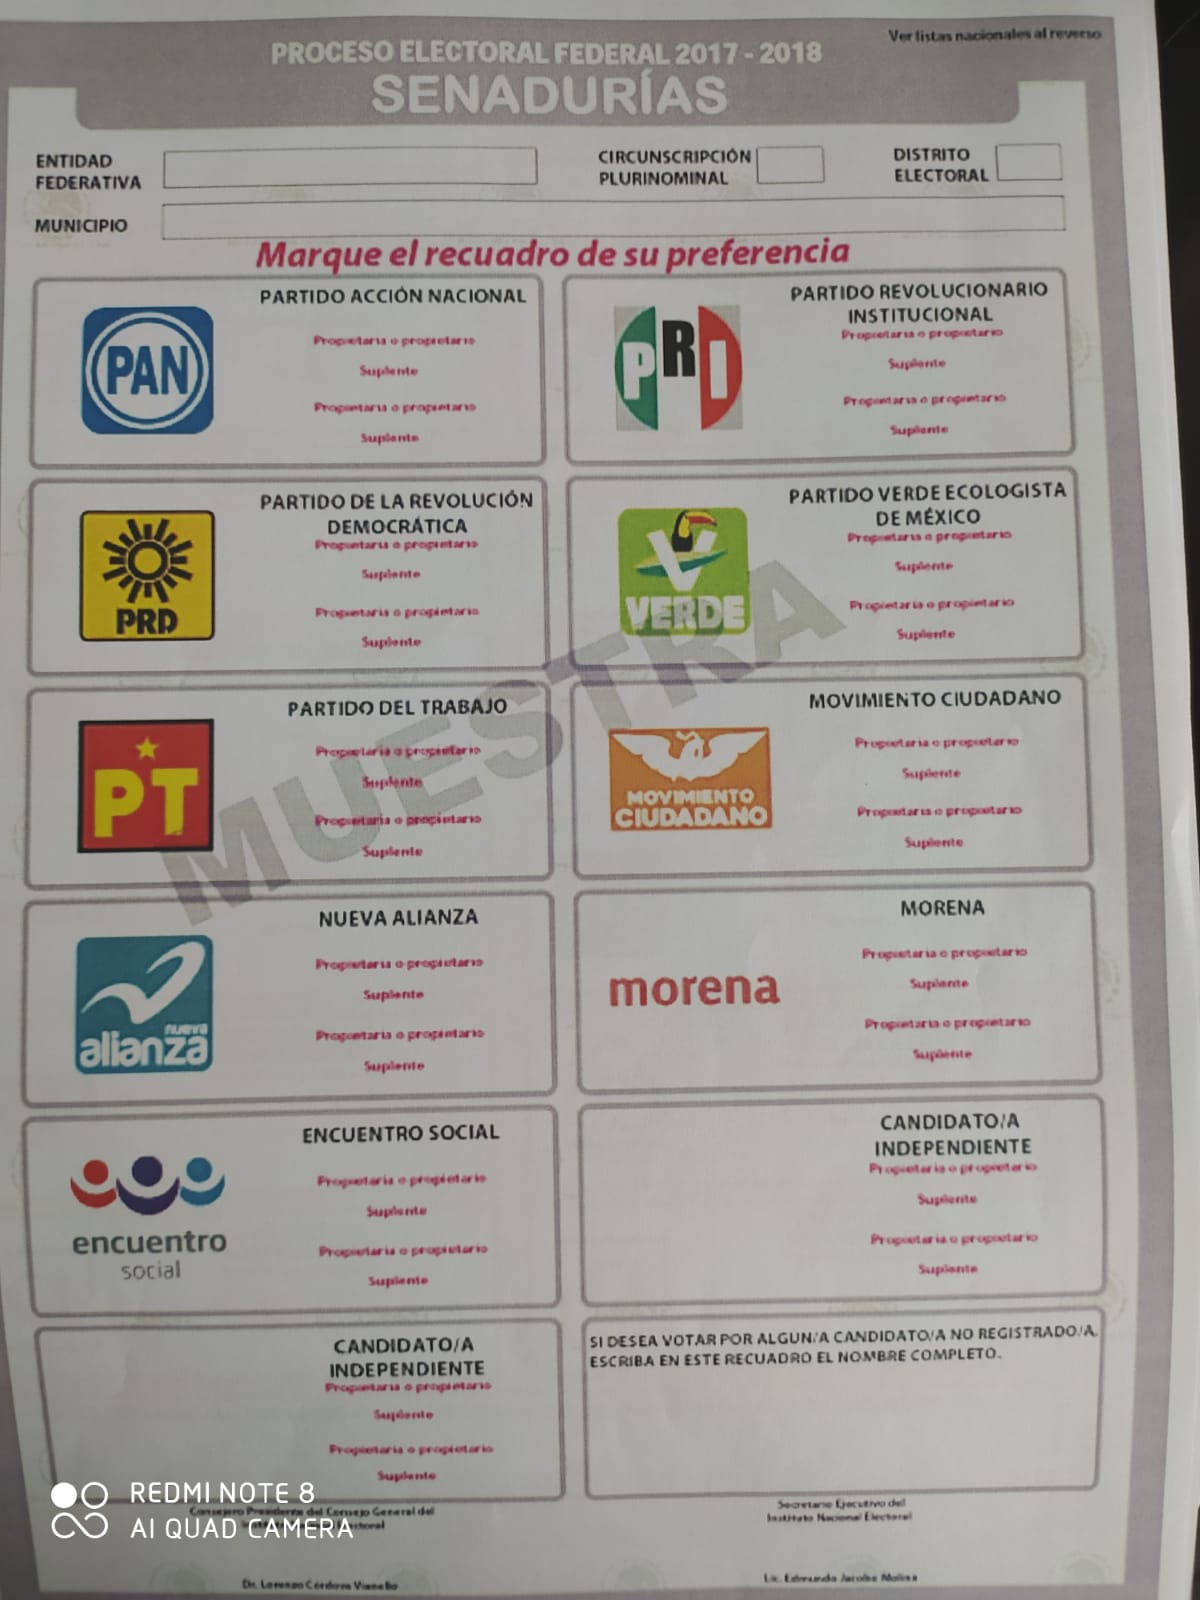 Ver listas nacionales al reverso
PROCESO ELECTORAL FEDERAL 2017 - 2018
SENADURÍAS
ENTIDAD
FEDERATIVA
CIRCUNSCRIPCIÓN
PLURINOMINAL
DISTRITO
ELECTORAL
MUNICIPIO
Marque el recuadro de su preferencia
PAN
PARTIDO ACCIÓN NACIONAL
Propietaria o propietario
Suplente
Propietaria o propietario
Suplente
PRI
PARTIDO REVOLUCIONARIO
INSTITUCIONAL
Propietaria o propietario
Suplente
Propietaria o propietario
Suplente
PRD
PARTIDO DE LA REVOLUCIÓN
DEMOCRÁTICA
Propietaria o propietario
Suplente
Propietaria o propietario
Suplente
VERDE
PARTIDO VERDE ECOLOGISTA
DE MÉXICO
Propietaria o propietario
Suplente
Propietaria o propietario
Suplente
MUESTRA
PT
PARTIDO DEL TRABAJO
Propietaria o propietario
Suplente
Propietaria o propietario
Suplente
MOVIMIENTO
CIUDADANO
MOVIMIENTO CIUDADANO
Propietaria o propietario
Suplente
Propietaria o propietario
Suplente
nueva
alianza
NUEVA ALIANZA
Propietaria o propietario
Suplente
Propietaria o propietario
Suplente
morena
MORENA
Propietaria o propietario
Suplente
Propietaria o propietario
Suplente
encuentro
social
ENCUENTRO SOCIAL
Propietaria o propietario
Suplente
Propietaria o propietario
Suplente
CANDIDATO/A
INDEPENDIENTE
Propietaria o propietario
Suplente
Propietaria o propietario
Suplente
CANDIDATO/A
INDEPENDIENTE
Propietaria o propietario
Suplente
Propietaria o propietario
Suplente
SI DESEA VOTAR POR ALGUN/A CANDIDATO/A NO REGISTRADO/A,
ESCRIBA EN ESTE RECUADRO EL NOMBRE COMPLETO.
REDMI NOTE 8
AI QUAD CAMERA
Consejero Presidente del Consejo General del
Electoral
Dr. Lorenzo Córdova Vianello
Secretario Ejecutivo del
Instituto Nacional Electoral
Lic. Edmundo Jacobo Molina